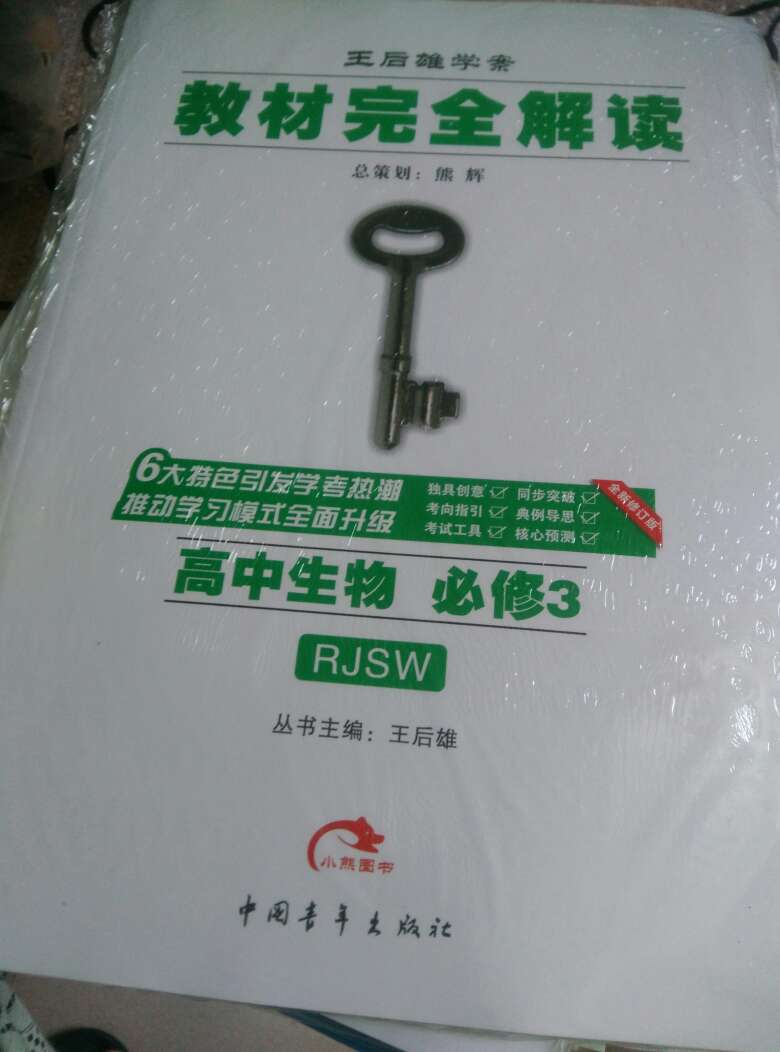 王后雄学案
教材完全解读
总策划：熊辉
6大特色引发学考热潮
推动学习模式全面升级
独具创意 同步突破
考向指引 典例导思
考试工具 核心预测
全新修订版
高中生物 必修3
RJSW
丛书主编：王后雄
小熊图书
中国青年出版社